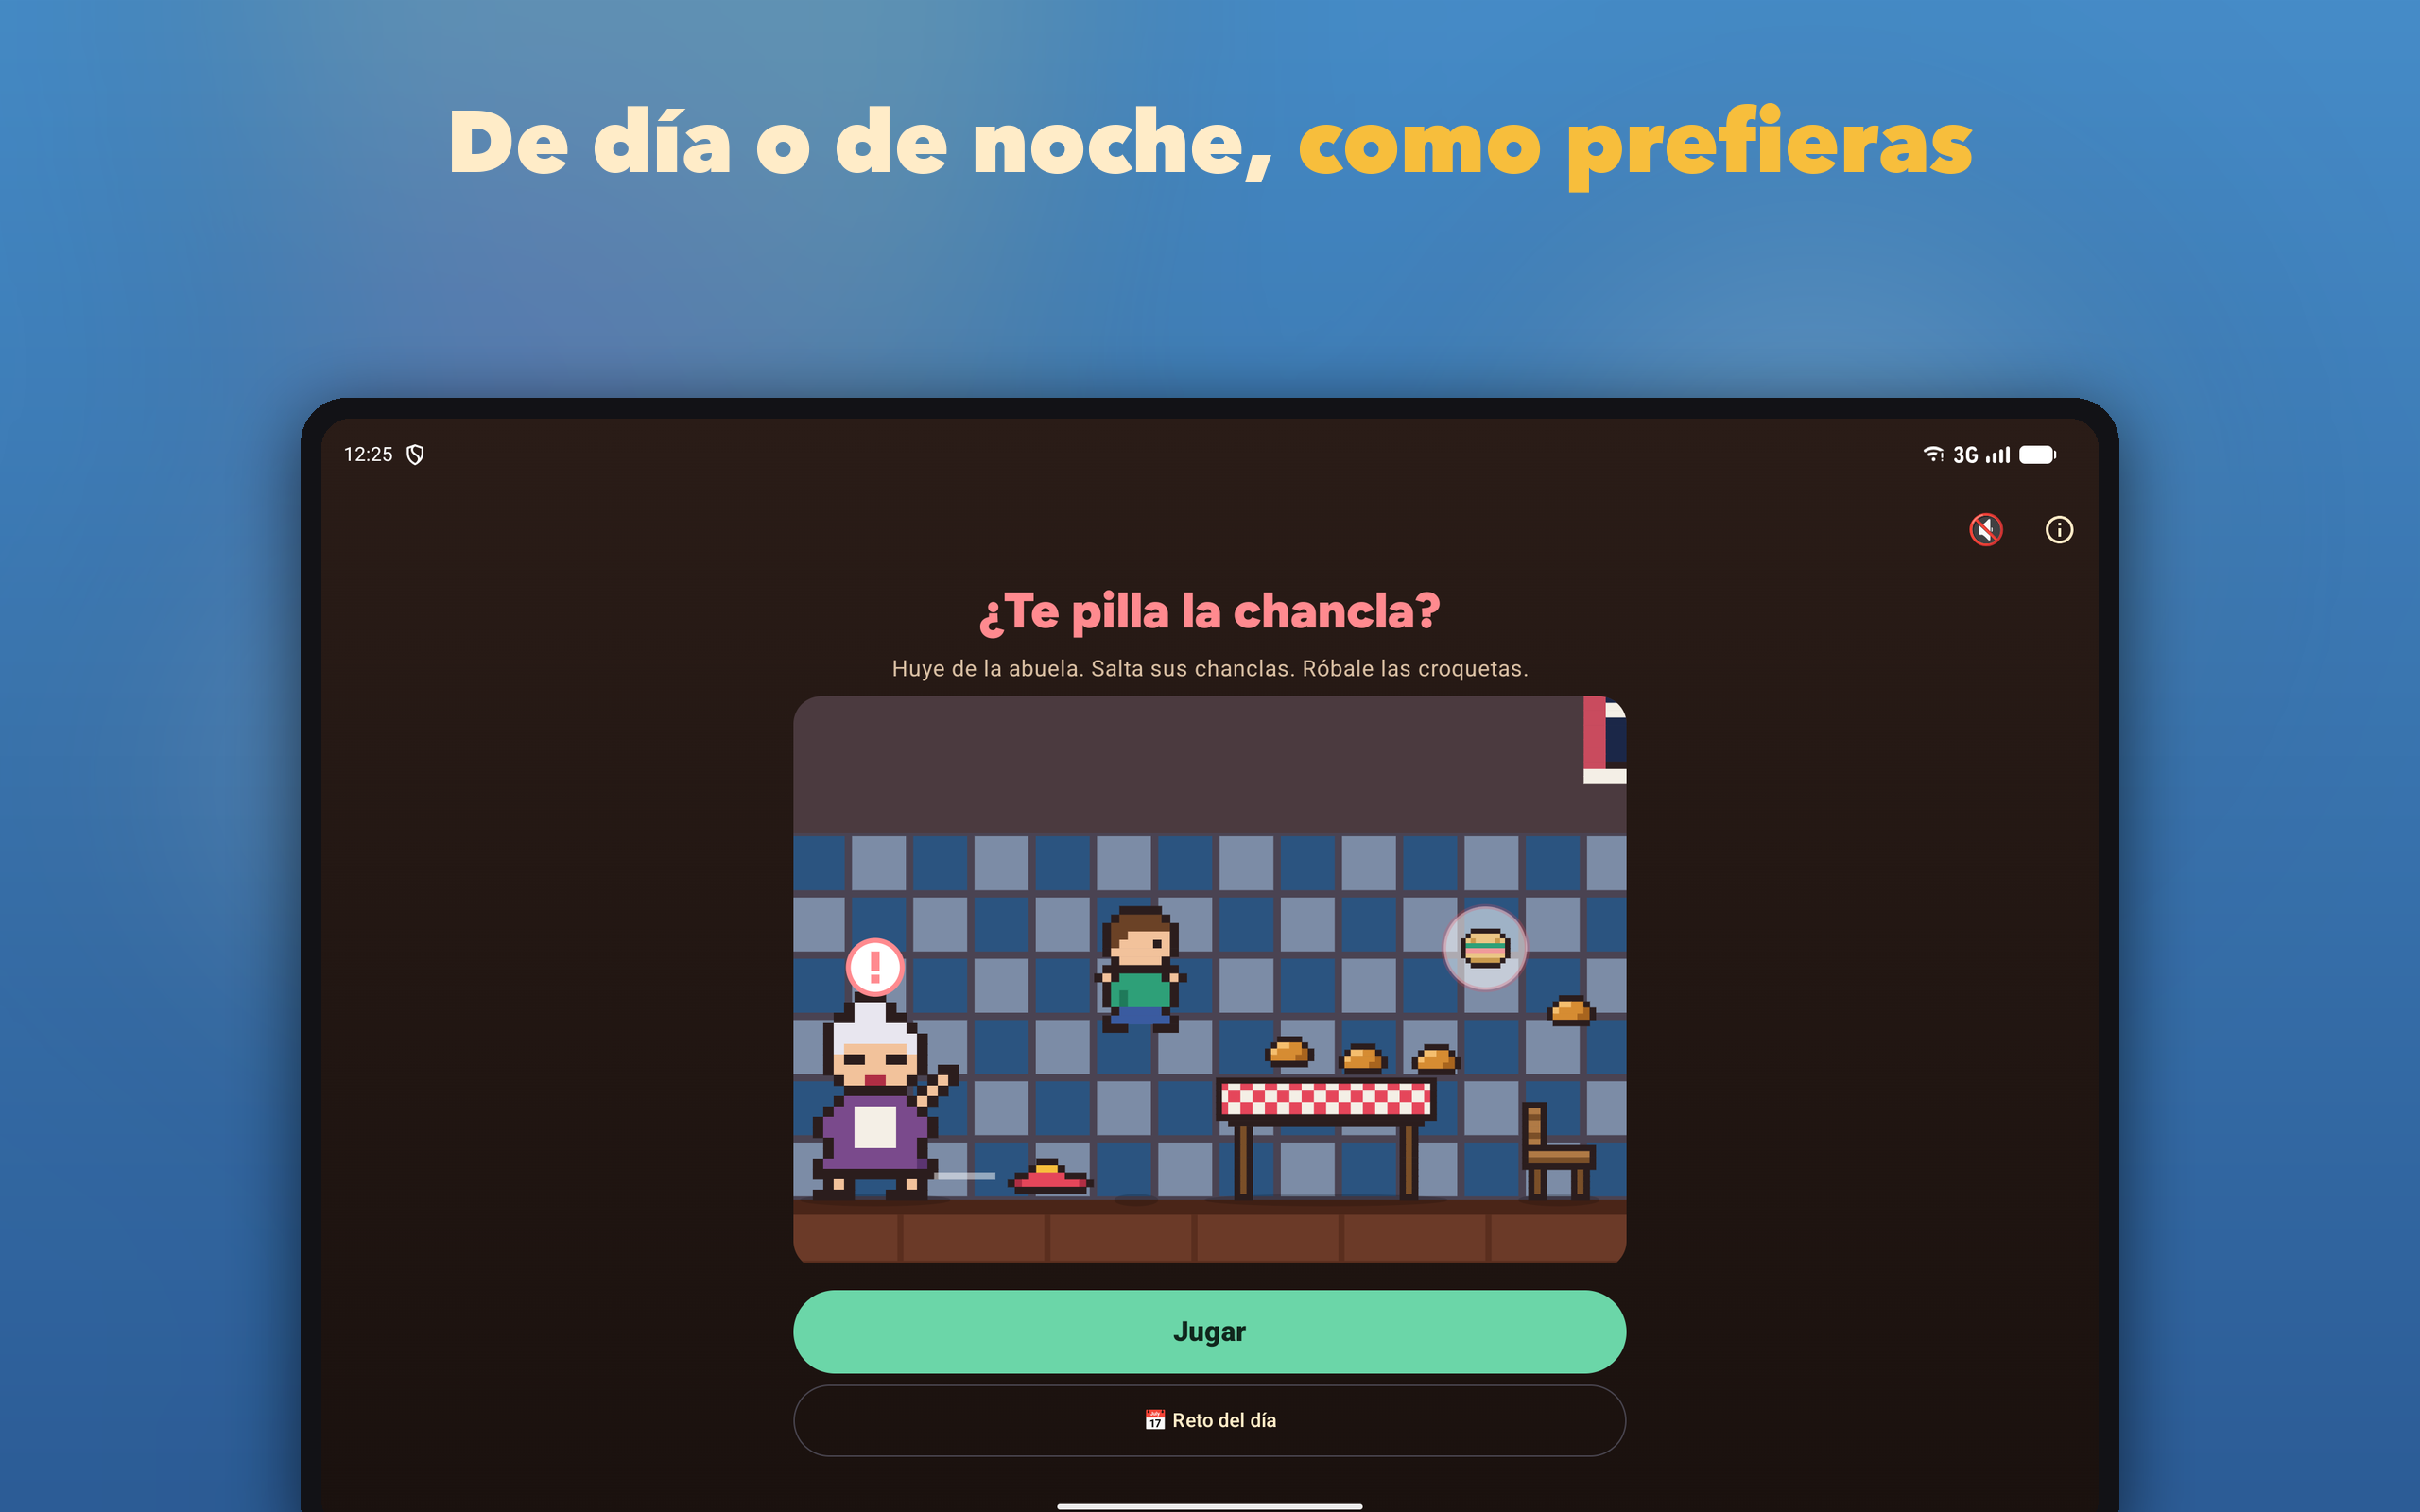 De día o de noche, como prefieras
12:25
3G
¿Te pilla la chancla?
Huye de la abuela. Salta sus chanclas. Róbale las croquetas.
!
Jugar
📅 Reto del día